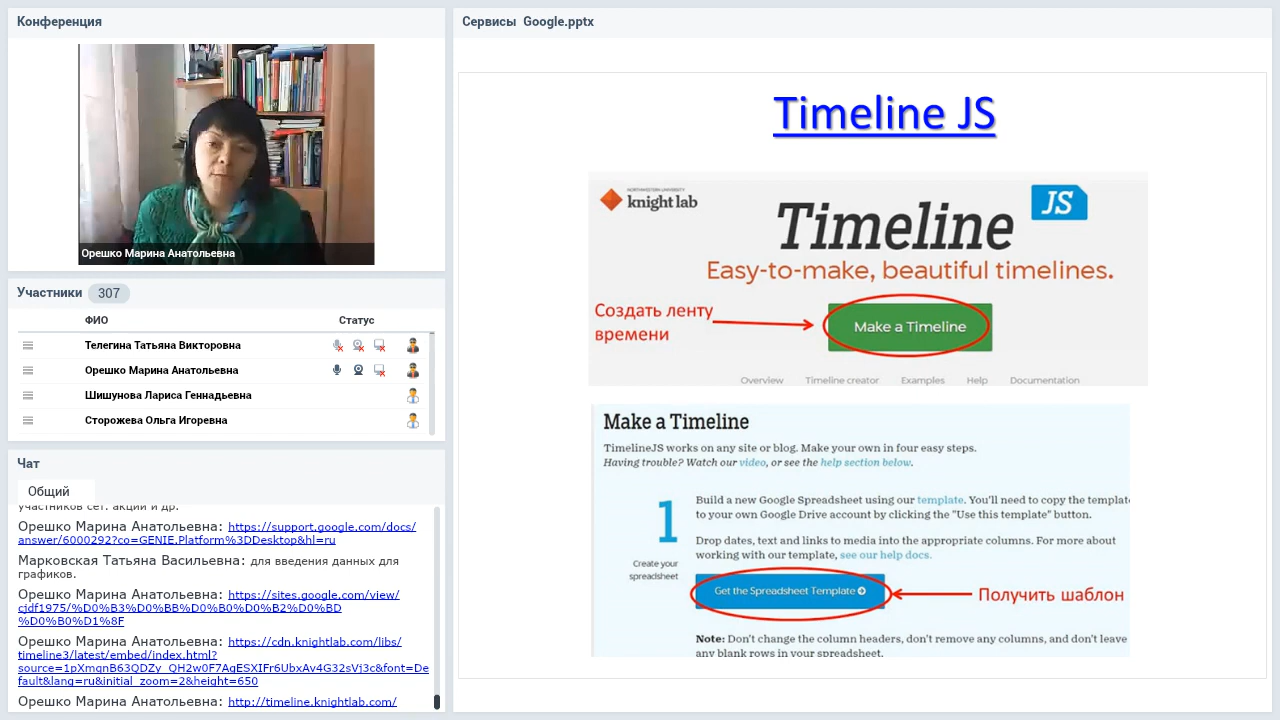 Конференция
Орешко Марина Анатольевна
Участники 307
ФИО Статус
Телегина Татьяна Викторовна
Орешко Марина Анатольевна
Шишунова Лариса Геннадьевна
Сторожева Ольга Игоревна
Чат
Общий
участников сет. акции и др.
Орешко Марина Анатольевна: https://support.google.com/docs/
answer/6000292?co=GENIE.Platform%3DDesktop&hl=ru
Марковская Татьяна Васильевна: для введения данных для
графиков.
Орешко Марина Анатольевна: https://sites.google.com/view/
cjdf1975/%D0%B3%D0%BB%D0%B0%D0%B2%D0%BD
%D0%B0%D1%8F
Орешко Марина Анатольевна: https://cdn.knightlab.com/libs/
timeline3/latest/embed/index.html?
source=1pXmqnB63QDZy_QH2w0F7AgESXIFr6UbxAv4G32sVj3c&font=De
fault&lang=ru&initial_zoom=2&height=650
Орешко Марина Анатольевна: http://timeline.knightlab.com/
Сервисы Google.pptx
Timeline JS
NORTHWESTERN UNIVERSITY
knight lab
Timeline JS
Easy-to-make, beautiful timelines.
Создать ленту
времени
Make a Timeline
Overview Timeline creator Examples Help Documentation
Make a Timeline
TimelineJS works on any site or blog. Make your own in four easy steps.
Having trouble? Watch our video, or see the help section below.
1
Create your
spreadsheet
Build a new Google Spreadsheet using our template. You'll need to copy the template
to your own Google Drive account by clicking the "Use this template" button.
Drop dates, text and links to media into the appropriate columns. For more about
working with our template, see our help docs.
Get the Spreadsheet Template
Получить шаблон
Note: Don't change the column headers, don't remove any columns, and don't leave
any blank rows in your spreadsheet.